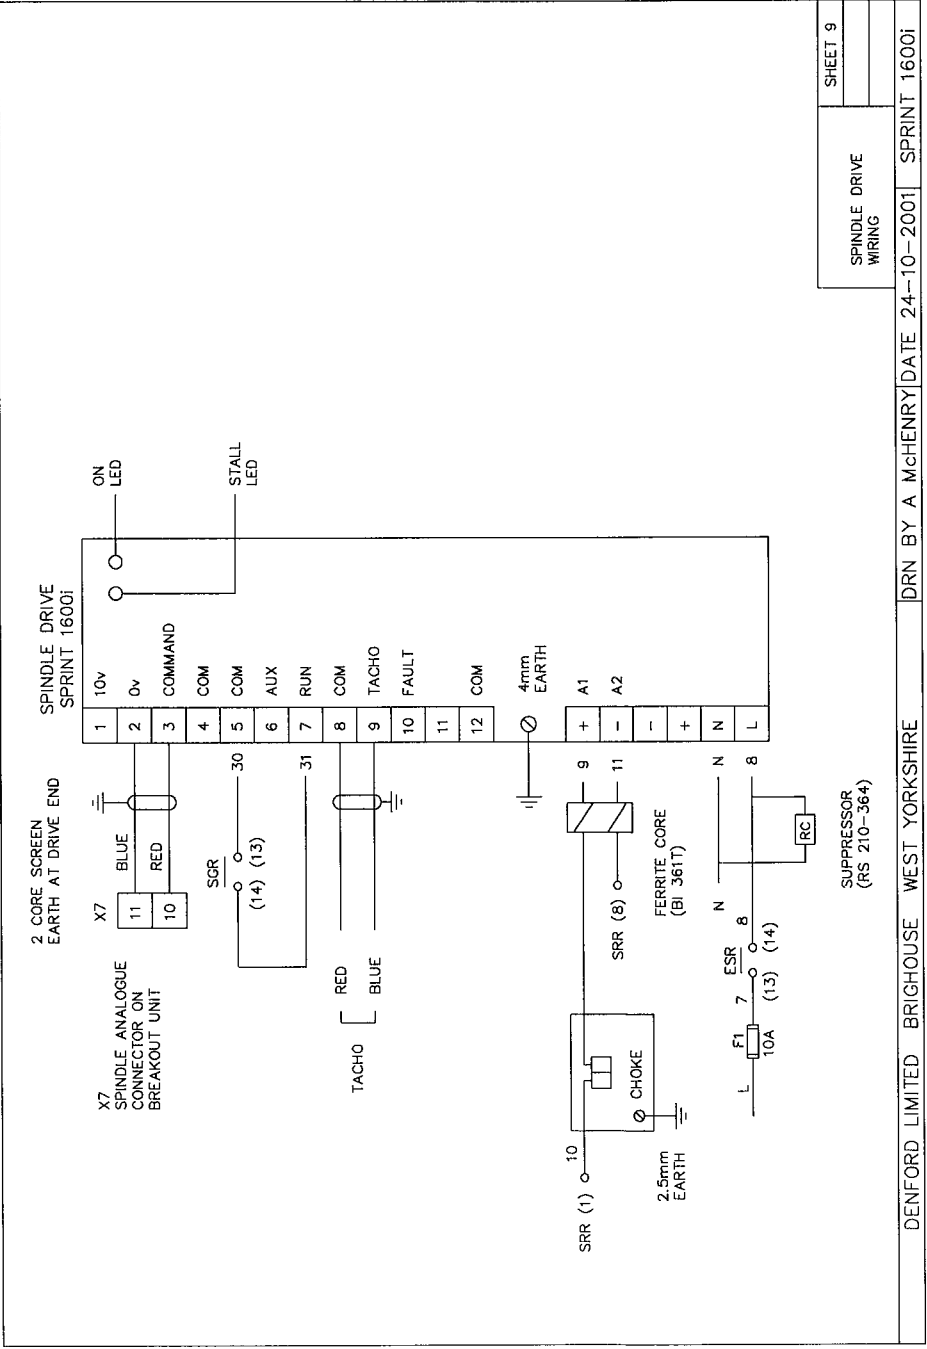 X7
SPINDLE ANALOGUE
CONNECTOR ON
BREAKOUT UNIT
2 CORE SCREEN
EARTH AT DRIVE END
SPINDLE DRIVE
SPRINT 1600i
X7
11
10
BLUE
RED
1 10v
2 0v
3 COMMAND
4 COM
5 COM
6 AUX
7 RUN
8 COM
9 TACHO
10 FAULT
11
12 COM
ON
LED
STALL
LED
SGR
(14) (13)
30
31
TACHO
RED
BLUE
4mm
EARTH
+ A1
- A2
-
+
N
L
SRR (1)
10
CHOKE
2.5mm
EARTH
9
11
SRR (8)
FERRITE CORE
(BI 361T)
N
N
L
F1
10A
7
ESR
(13) (14)
8
8
RC
SUPPRESSOR
(RS 210-364)
SPINDLE DRIVE
WIRING
SHEET 9
DENFORD LIMITED BRIGHOUSE WEST YORKSHIRE
DRN BY A McHENRY
DATE 24-10-2001
SPRINT 1600i